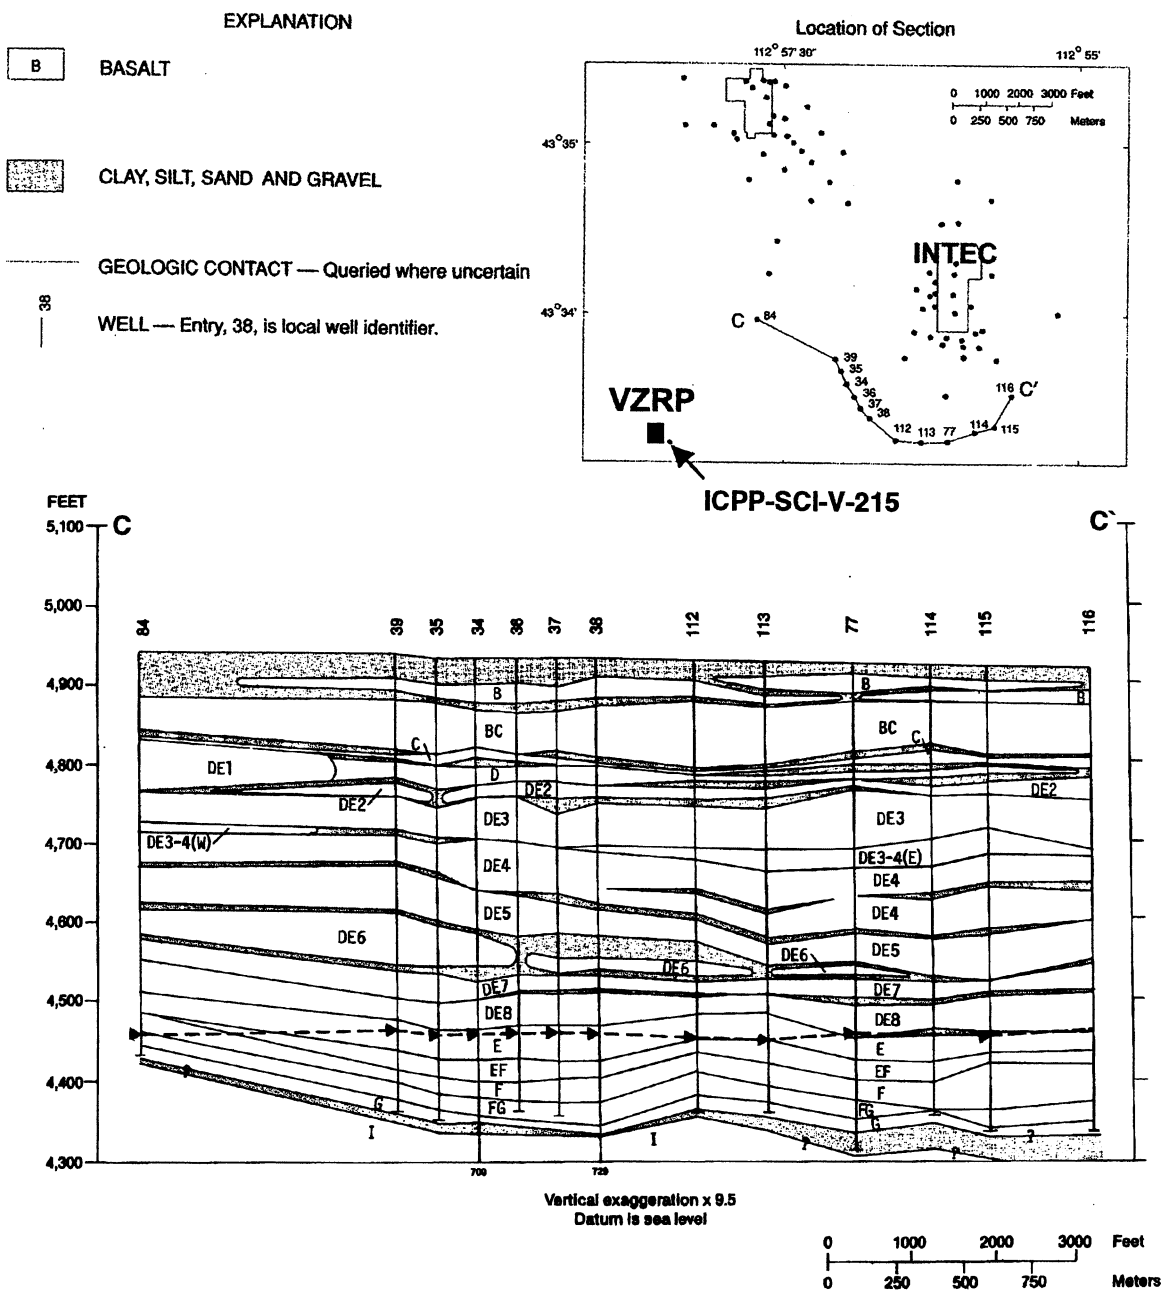 EXPLANATION
B
BASALT
CLAY, SILT, SAND AND GRAVEL
GEOLOGIC CONTACT — Queried where uncertain
38
WELL — Entry, 38, is local well identifier.
Location of Section
112° 57' 30"
112° 55'
0 1000 2000 3000 Feet
0 250 500 750 Meters
43° 35'
INTEC
43° 34'
C 84
39
35
34
36
37
38
112 113 77 114 115
116 C'
VZRP
ICPP-SCI-V-215
FEET
5,100 C
C`
5,000
84 39 35 34 36 37 38 112 113 77 114 115 116
4,900
B B B
BC BC
C C
4,800
DE1 D
DE2 DE2 DE2
DE3 DE3
4,700
DE3-4(W) DE3-4(E)
DE4 DE4
4,600
DE5 DE4
DE6 DE5
DE6 DE6
4,500
DE7 DE7
DE8 DE8
E E
EF EF
4,400
? F F
G FG FG
G
I I ? ? ?
4,300
709 729
Vertical exaggeration x 9.5
Datum is sea level
0 1000 2000 3000 Feet
0 250 500 750 Meters